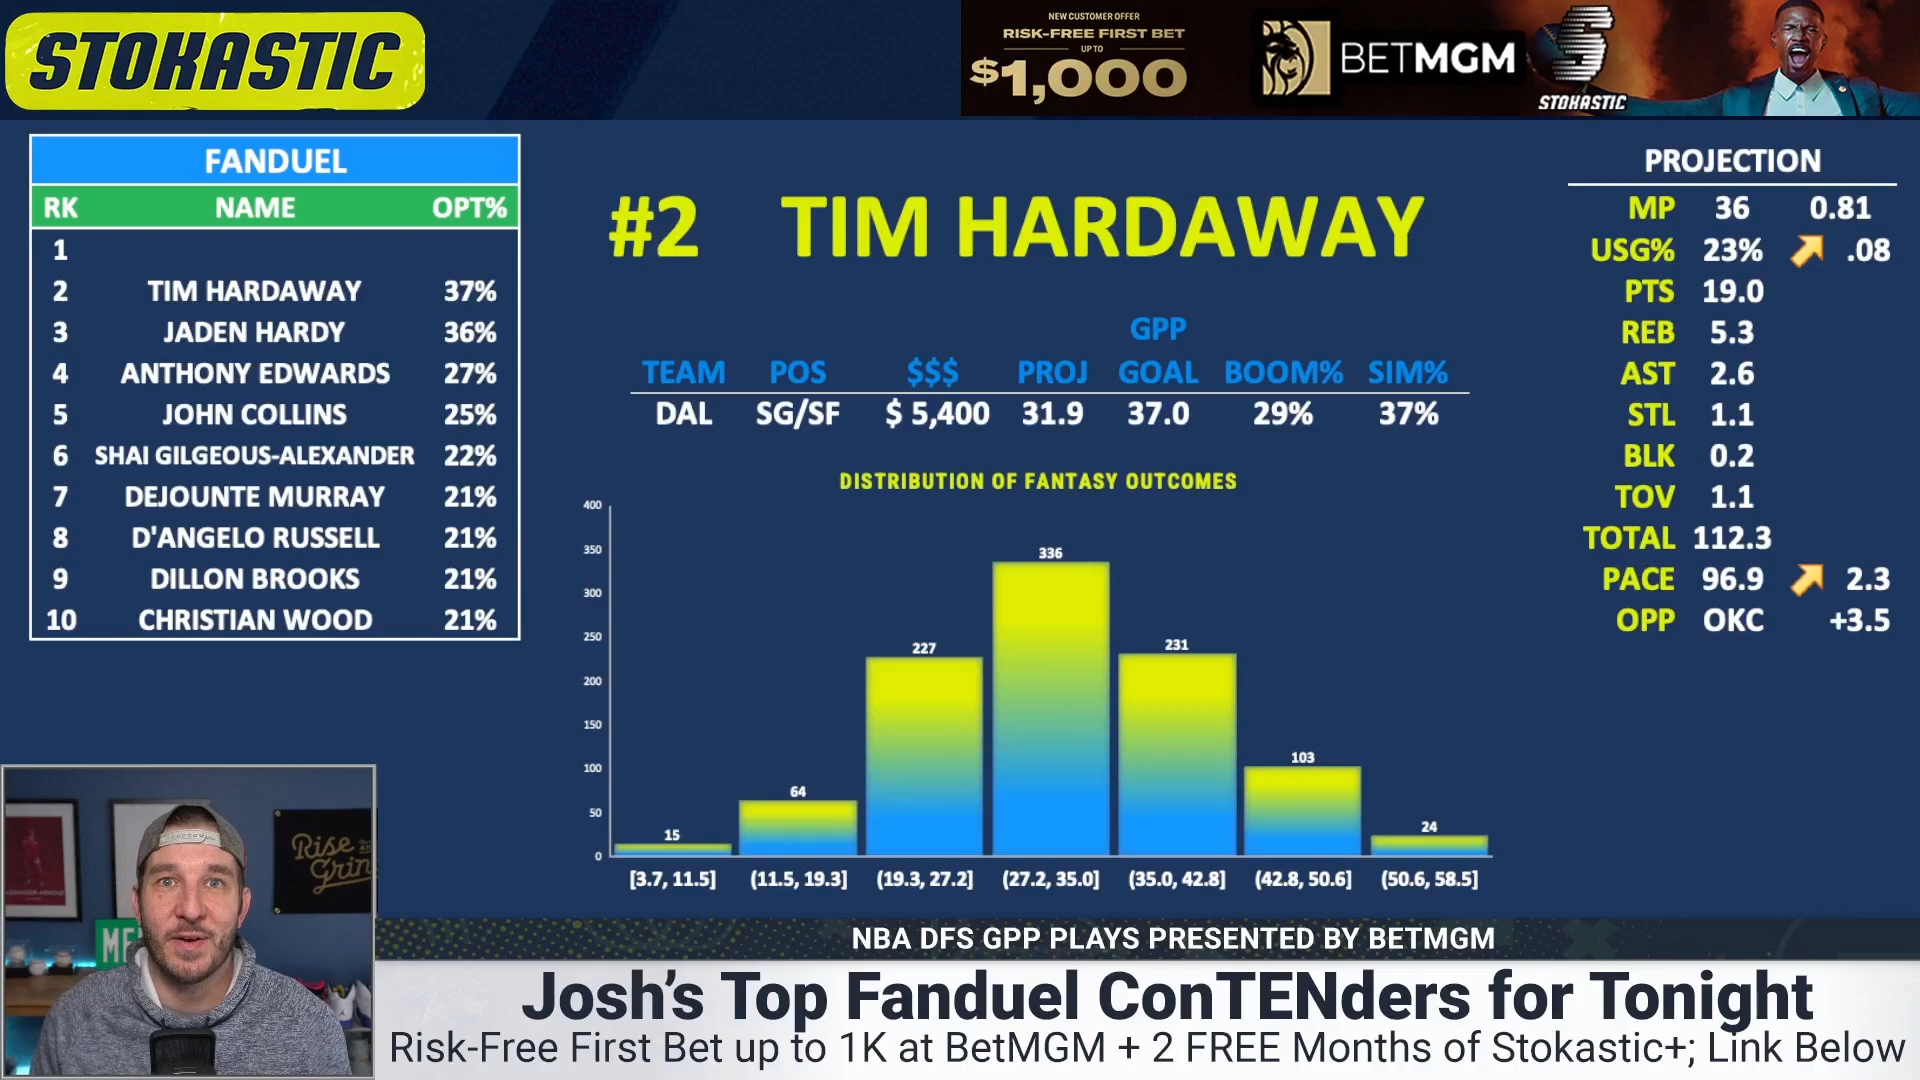 STOKASTIC
NEW CUSTOMER OFFER
RISK-FREE FIRST BET
UP TO
$1,000
BETMGM
STOKASTIC
FANDUEL
RK NAME OPT%
1
2 TIM HARDAWAY 37%
3 JADEN HARDY 36%
4 ANTHONY EDWARDS 27%
5 JOHN COLLINS 25%
6 SHAI GILGEOUS-ALEXANDER 22%
7 DEJOUNTE MURRAY 21%
8 D'ANGELO RUSSELL 21%
9 DILLON BROOKS 21%
10 CHRISTIAN WOOD 21%
#2 TIM HARDAWAY
GPP
TEAM POS $$$ PROJ GOAL BOOM% SIM%
DAL SG/SF $ 5,400 31.9 37.0 29% 37%
DISTRIBUTION OF FANTASY OUTCOMES
400
350
300
250
200
150
100
50
0
15 64 227 336 231 103 24
[3.7, 11.5] (11.5, 19.3] (19.3, 27.2] (27.2, 35.0] (35.0, 42.8] (42.8, 50.6] (50.6, 58.5]
PROJECTION
MP 36 0.81
USG% 23% .08
PTS 19.0
REB 5.3
AST 2.6
STL 1.1
BLK 0.2
TOV 1.1
TOTAL 112.3
PACE 96.9 2.3
OPP OKC +3.5
Rise
Grin
ME
NBA DFS GPP PLAYS PRESENTED BY BETMGM
Josh's Top Fanduel ConTENders for Tonight
Risk-Free First Bet up to 1K at BetMGM + 2 FREE Months of Stokastic+; Link Below